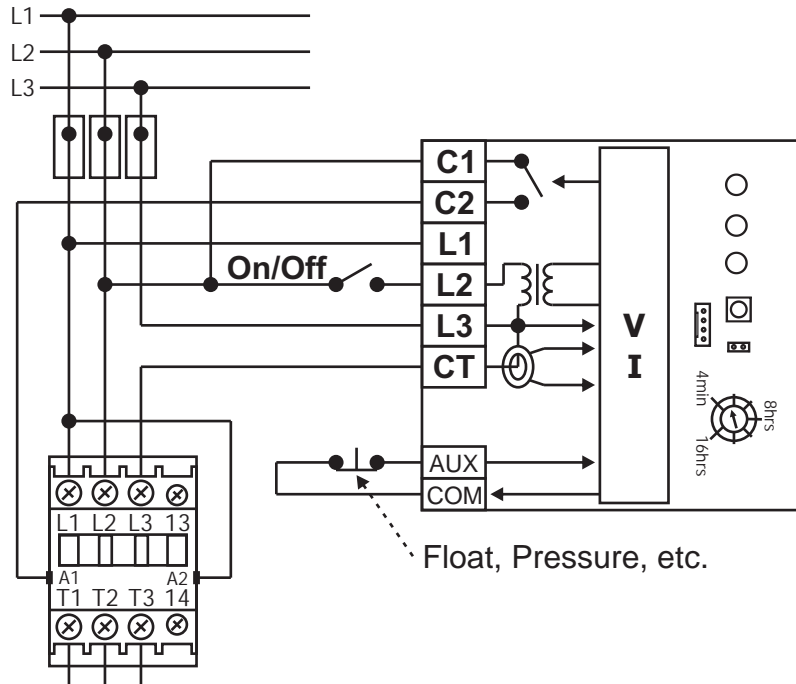 L1
L2
L3
C1
C2
L1
On/Off
L2
L3
CT
V
I
4min
8hrs
16hrs
AUX
COM
Float, Pressure, etc.
L1 L2 L3 13
A1 A2
T1 T2 T3 14